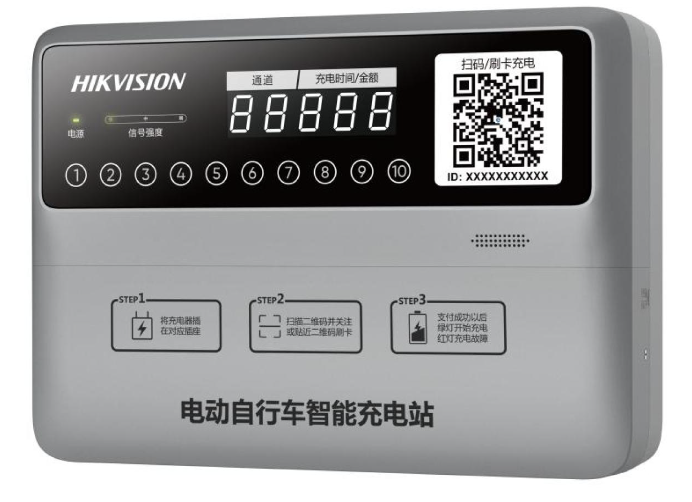 HIKVISION
通道 充电时间/金额
88888
扫码/刷卡充电
电源 信号强度
1 2 3 4 5 6 7 8 9 10
ID: XXXXXXXXXXX
STEP1
将充电器插
在对应插座
STEP2
扫描二维码并关注
或贴近二维码刷卡
STEP3
支付成功以后
绿灯开始充电
红灯充电故障
电动自行车智能充电站